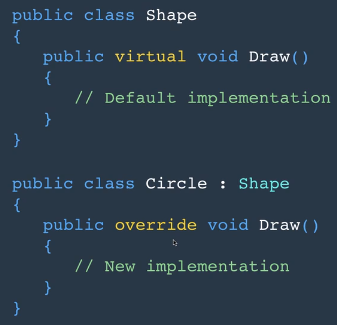 public class Shape
{
public virtual void Draw()
{
// Default implementation
}
}
public class Circle : Shape
{
public override void Draw()
{
// New implementation
}
}